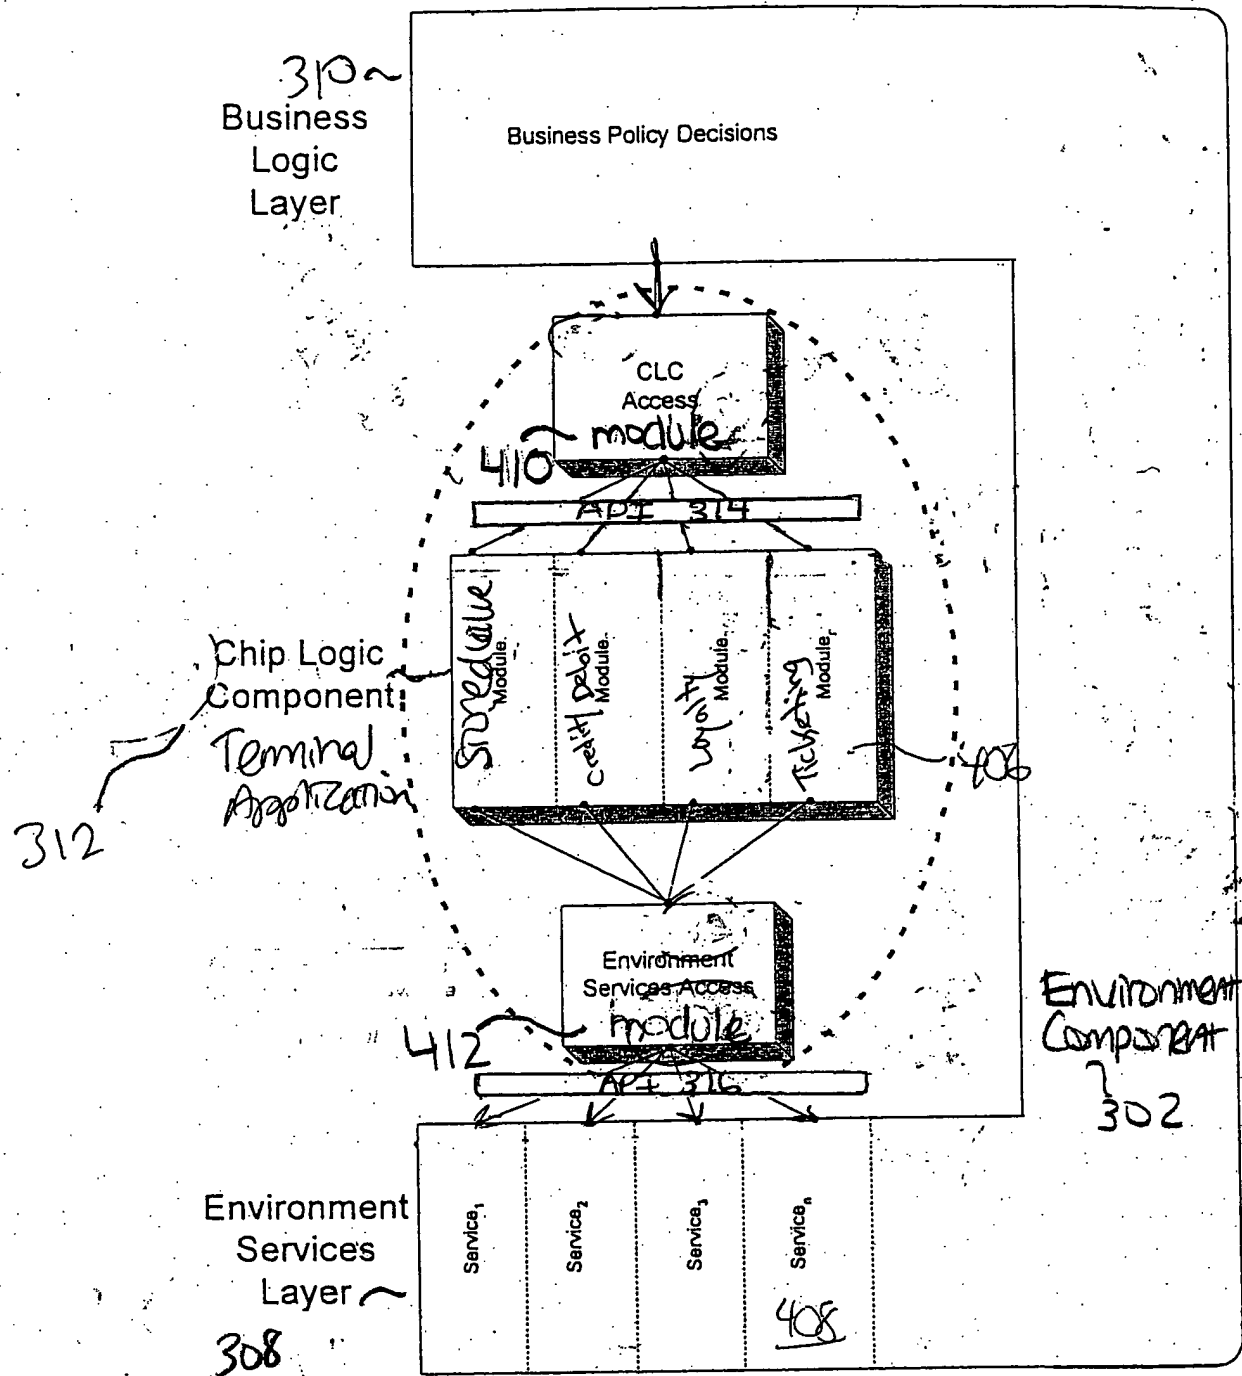 310
Business
Logic
Layer
Business Policy Decisions
CLC
Access
module
410
API 314
Stored Value
Module
Credit/Debit
Module
Loyalty
Module
Ticketing
Module
406
Chip Logic
Component
Terminal
Application
312
Environment
Services Access
module
412
API 316
Environment
Component
302
Service1
Service2
Service3
Servicen
408
Environment
Services
Layer
308